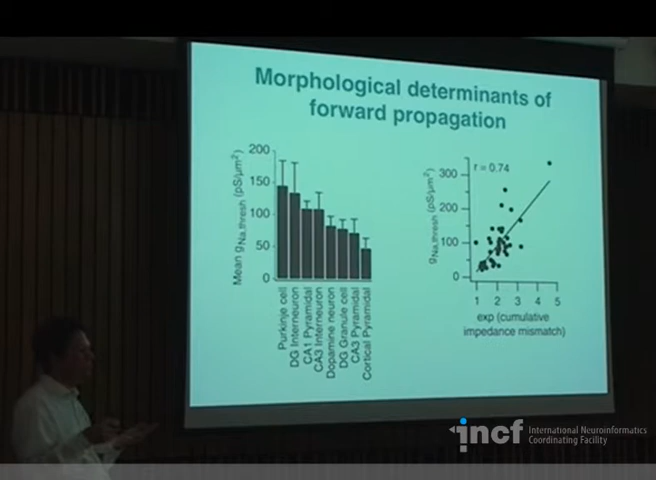 Morphological determinants of
forward propagation
200
150
100
50
0
Mean gNa,thresh (pS/μm²)
Purkinje cell
DG Interneuron
CA1 Pyramidal
CA3 Interneuron
Dopamine neuron
DG Granule cell
CA3 Pyramidal
Cortical Pyramidal
r = 0.74
300
200
100
0
gNa,thresh (pS/μm²)
1 2 3 4 5
exp (cumulative
impedance mismatch)
incf International Neuroinformatics
Coordinating Facility